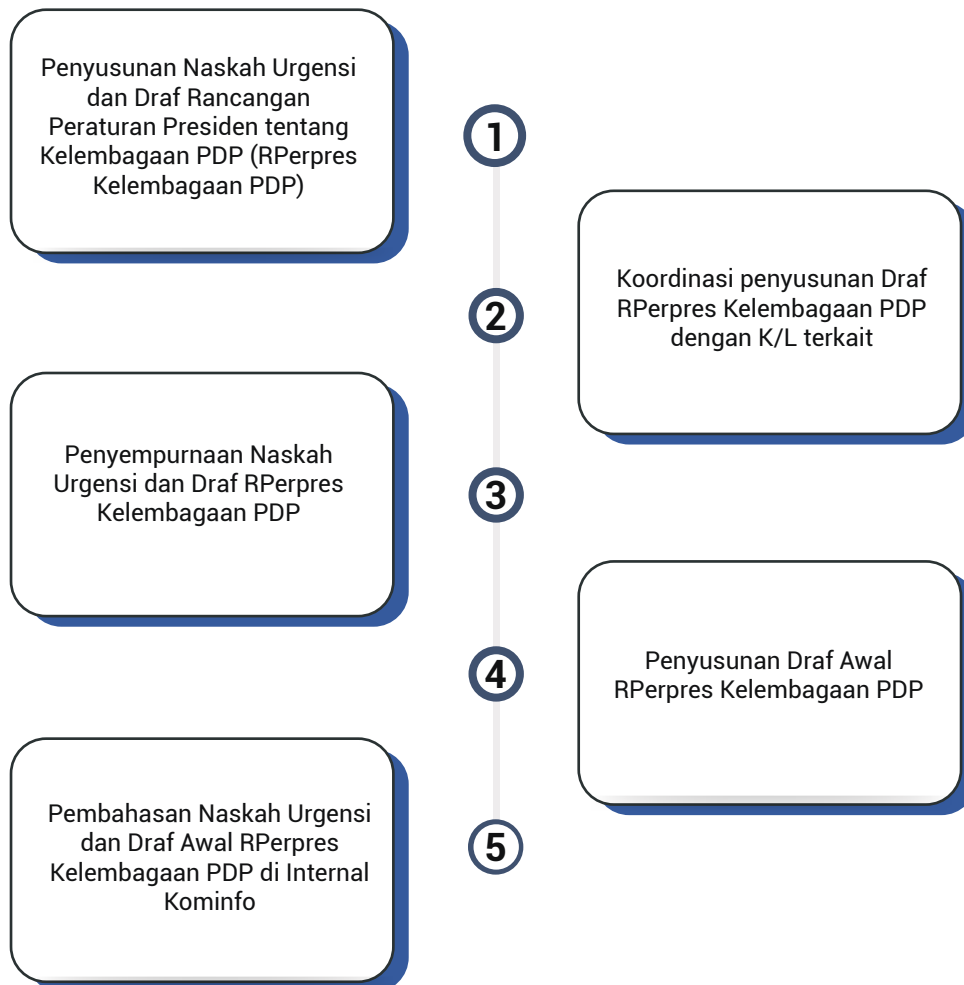 Penyusunan Naskah Urgensi
dan Draf Rancangan
Peraturan Presiden tentang
Kelembagaan PDP (RPerpres
Kelembagaan PDP)
1
Koordinasi penyusunan Draf
RPerpres Kelembagaan PDP
dengan K/L terkait
2
Penyempurnaan Naskah
Urgensi dan Draf RPerpres
Kelembagaan PDP
3
Penyusunan Draf Awal
RPerpres Kelembagaan PDP
4
Pembahasan Naskah Urgensi
dan Draf Awal RPerpres
Kelembagaan PDP di Internal
Kominfo
5